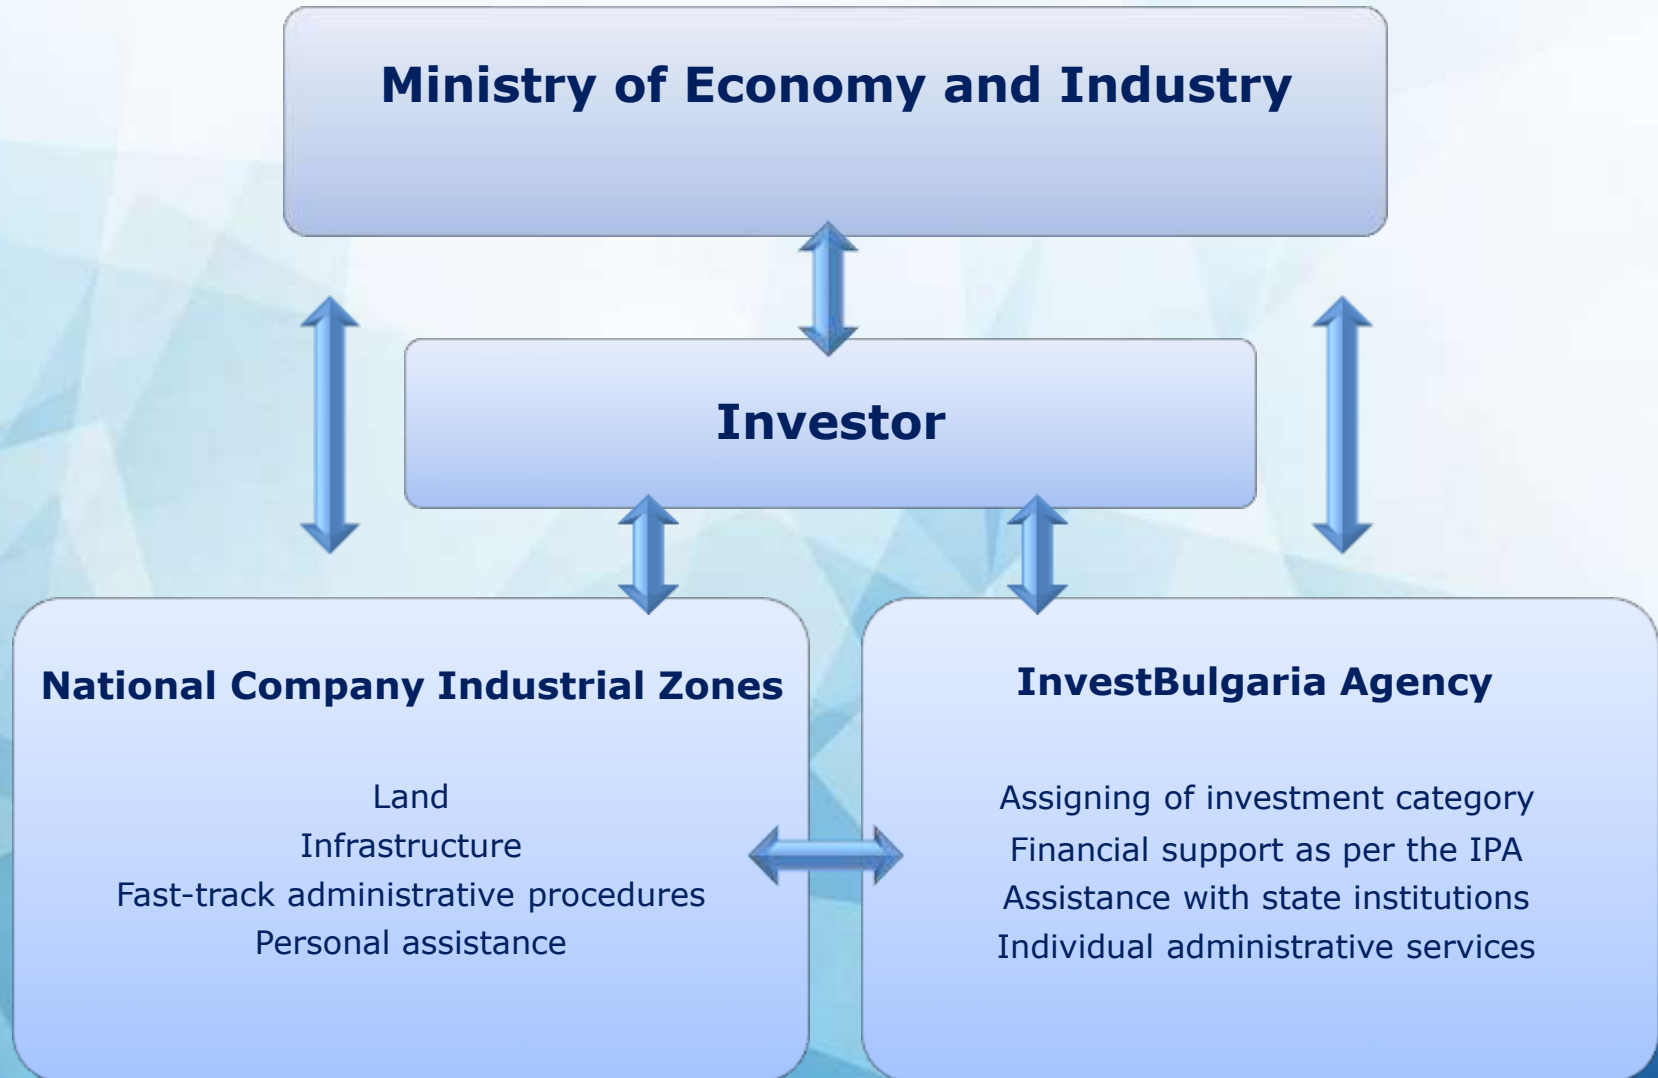 Ministry of Economy and Industry
Investor
National Company Industrial Zones
Land
Infrastructure
Fast-track administrative procedures
Personal assistance
InvestBulgaria Agency
Assigning of investment category
Financial support as per the IPA
Assistance with state institutions
Individual administrative services